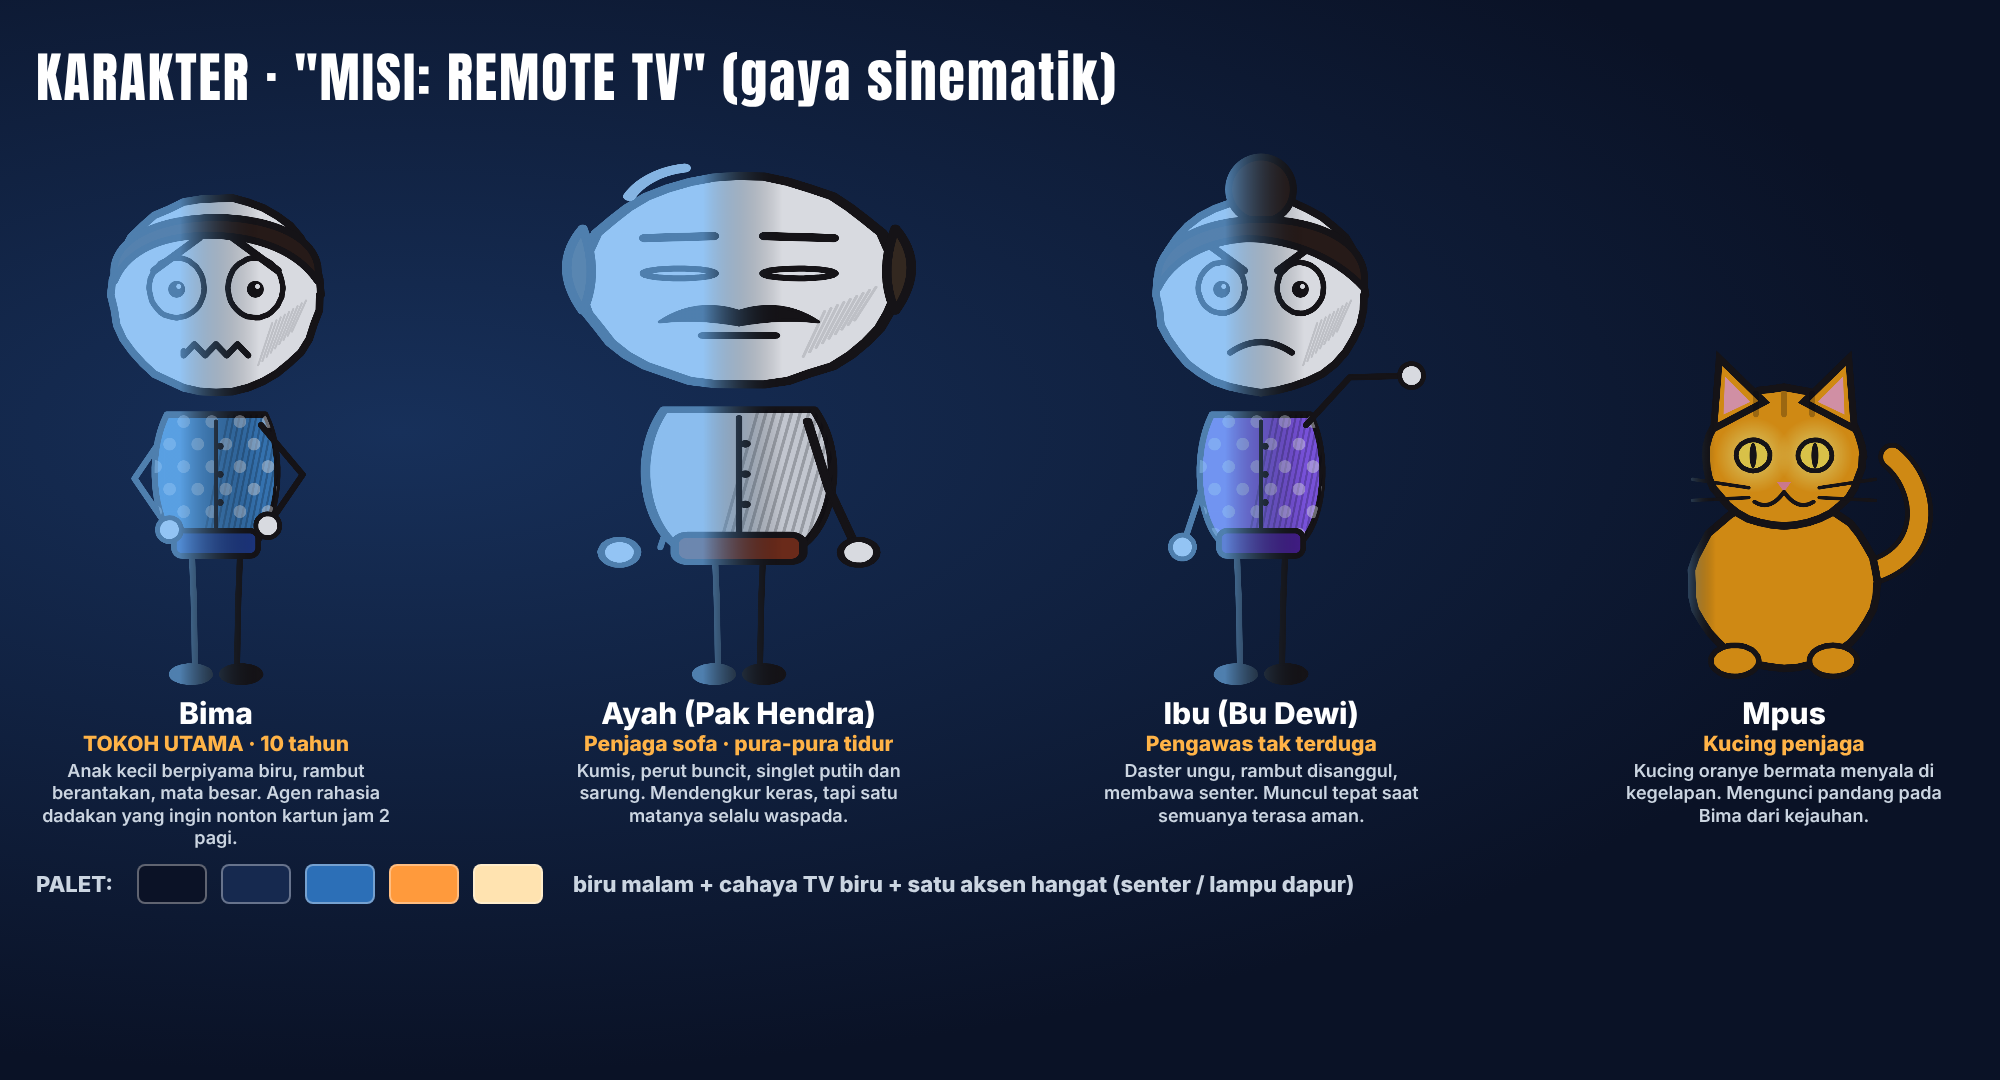 KARAKTER · "MISI: REMOTE TV" (gaya sinematik)
Bima
TOKOH UTAMA · 10 tahun
Anak kecil berpiyama biru, rambut
berantakan, mata besar. Agen rahasia
dadakan yang ingin nonton kartun jam 2
pagi.
Ayah (Pak Hendra)
Penjaga sofa · pura-pura tidur
Kumis, perut buncit, singlet putih dan
sarung. Mendengkur keras, tapi satu
matanya selalu waspada.
Ibu (Bu Dewi)
Pengawas tak terduga
Daster ungu, rambut disanggul,
membawa senter. Muncul tepat saat
semuanya terasa aman.
Mpus
Kucing penjaga
Kucing oranye bermata menyala di
kegelapan. Mengunci pandang pada
Bima dari kejauhan.
PALET:
biru malam + cahaya TV biru + satu aksen hangat (senter / lampu dapur)